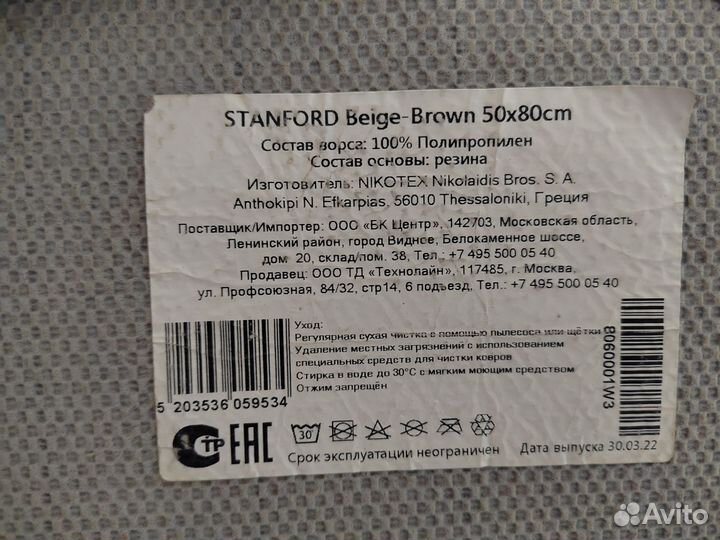 STANFORD Beige-Brown 50x80cm
Состав ворса: 100% Полипропилен
Состав основы: резина
Изготовитель: NIKOTEX Nikolaidis Bros. S. A.
Anthokipi N. Efkarpias, 56010 Thessaloniki, Греция
Поставщик/Импортер: ООО «БК Центр», 142703, Московская область,
Ленинский район, город Видное, Белокаменное шоссе,
дом. 20, склад/пом. 38, Тел.: +7 495 500 05 40
Продавец: ООО ТД «Технолайн», 117485, г. Москва,
ул. Профсоюзная, 84/32, стр14, 6 подъезд, Тел.: +7 495 500 05 40
Уход:
Регулярная сухая чистка с помощью пылесоса или щётки
Удаление местных загрязнений с использованием
специальных средств для чистки ковров
Стирка в воде до 30°С с мягким моющим средством
Отжим запрещён
5 203536 059534
8060001W3
СТР ЕАС
30
Срок эксплуатации неограничен
Дата выпуска 30.03.22
Avito